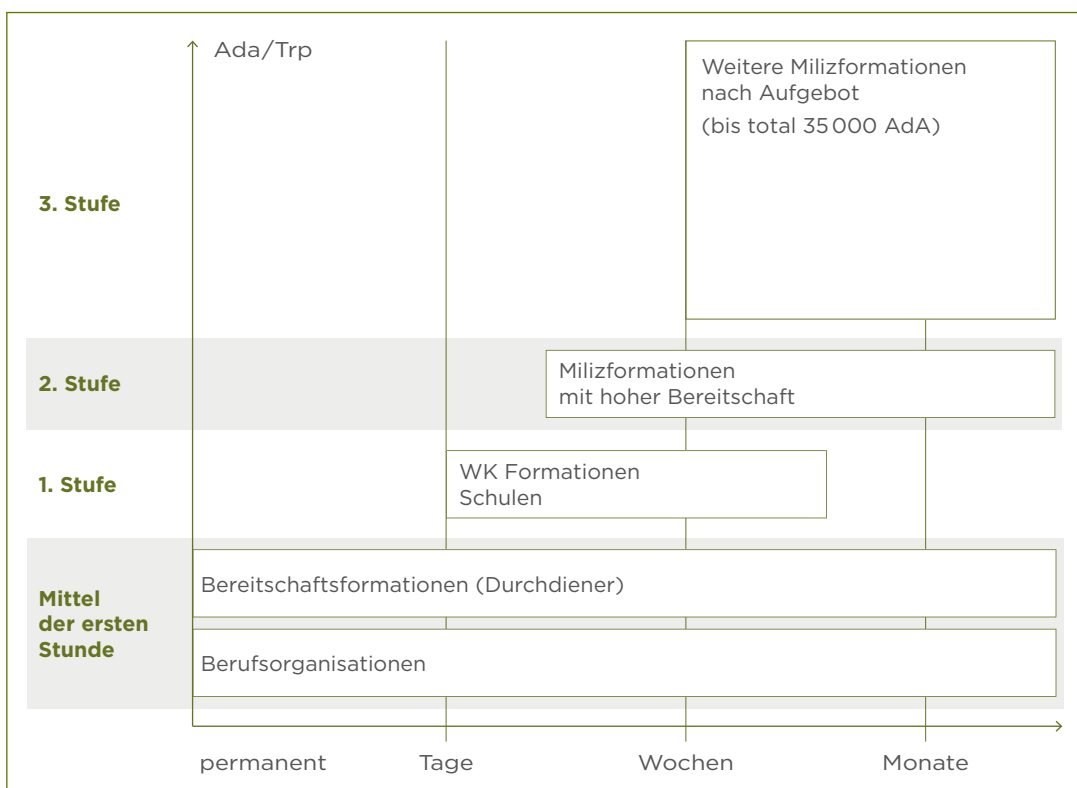 Ada/Trp
Weitere Milizformationen
nach Aufgebot
(bis total 35 000 AdA)
3. Stufe
2. Stufe
Milizformationen
mit hoher Bereitschaft
1. Stufe
WK Formationen
Schulen
Mittel
der ersten
Stunde
Bereitschaftsformationen (Durchdiener)
Berufsorganisationen
permanent
Tage
Wochen
Monate